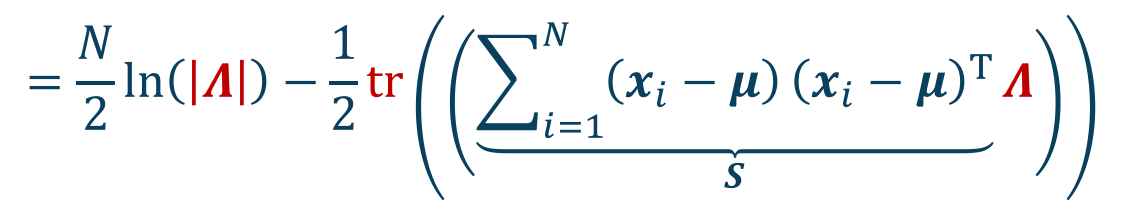 = N/2 ln(|Λ|) − 1/2 tr((∑_{i=1}^{N} (x_i − μ) (x_i − μ)^T Λ))
S